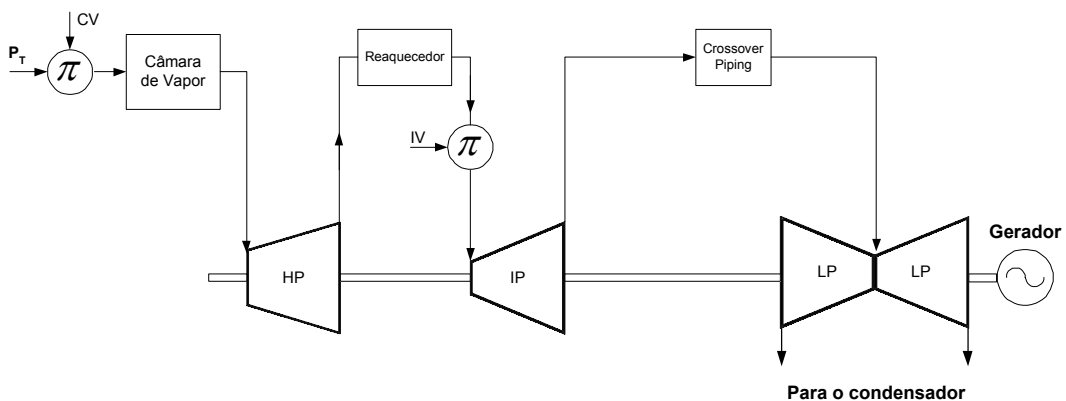 CV
P_T
π
Câmara
de Vapor
Reaquecedor
IV
π
Crossover
Piping
HP
IP
LP
LP
Gerador
Para o condensador